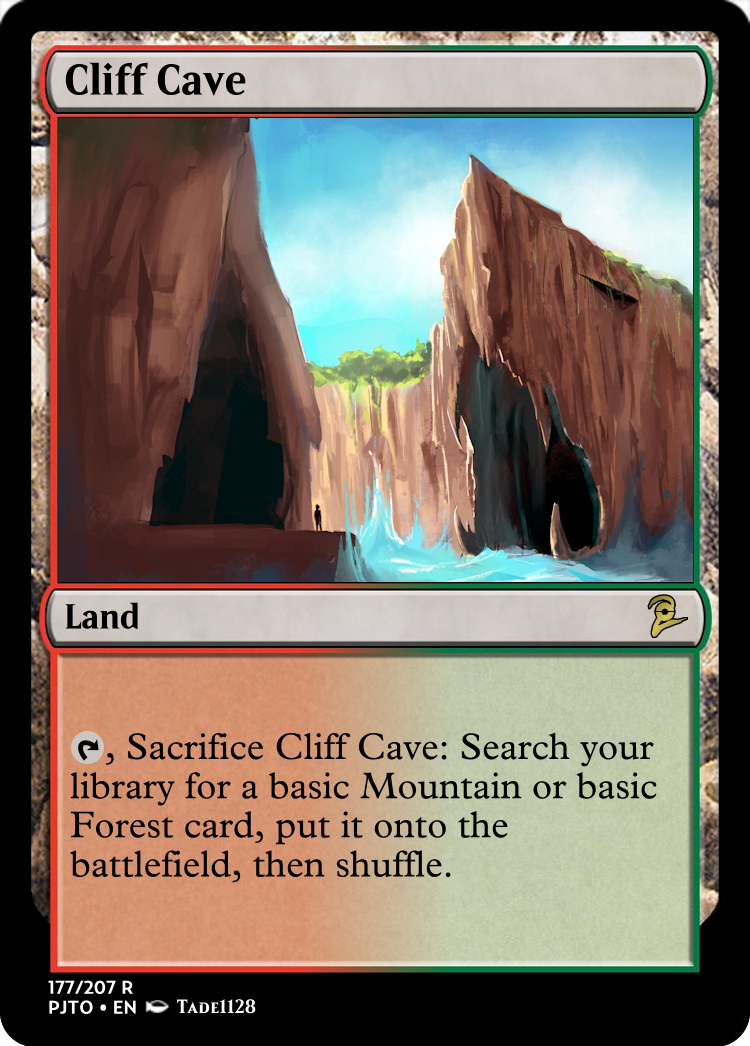 Cliff Cave
Land
, Sacrifice Cliff Cave: Search your
library for a basic Mountain or basic
Forest card, put it onto the
battlefield, then shuffle.
177/207 R
PJTO • EN Tade1128